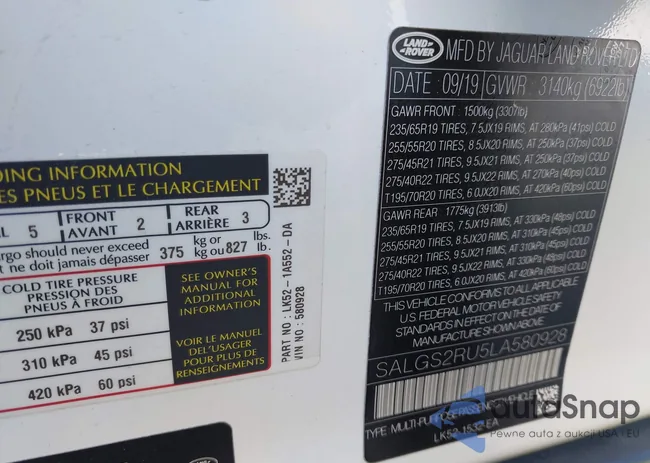 DING INFORMATION
ES PNEUS ET LE CHARGEMENT
L 5 FRONT AVANT 2 REAR ARRIÈRE 3
argo should never exceed 375 kg or 827 lbs.
t ne doit jamais dépasser kg ou lb.
COLD TIRE PRESSURE
PRESSION DES
PNEUS À FROID
250 kPa 37 psi
310 kPa 45 psi
420 kPa 60 psi
SEE OWNER'S
MANUAL FOR
ADDITIONAL
INFORMATION
VOIR LE MANUEL
DE L'USAGER
POUR PLUS DE
RENSEIGNEMENTS
PART NO : LK52-1A552-DA
VIN NO : 580928
LAND ROVER
MFD BY JAGUAR LAND ROVER LTD
DATE : 09/19 GVWR : 3140kg (6922lb)
GAWR FRONT : 1500kg (3307lb)
235/65R19 TIRES, 7.5JX19 RIMS, AT 280kPa (41psi) COLD
255/55R20 TIRES, 8.5JX20 RIMS, AT 250kPa (37psi) COLD
275/45R21 TIRES, 9.5JX21 RIMS, AT 250kPa (37psi) COLD
275/40R22 TIRES, 9.5JX22 RIMS, AT 270kPa (40psi) COLD
T195/70R20 TIRES, 6.0JX20 RIMS, AT 420kPa (60psi) COLD
GAWR REAR 1775kg (3913lb)
235/65R19 TIRES, 7.5JX19 RIMS, AT 330kPa (48psi) COLD
255/55R20 TIRES, 8.5JX20 RIMS, AT 310kPa (45psi) COLD
275/45R21 TIRES, 9.5JX21 RIMS, AT 310kPa (45psi) COLD
275/40R22 TIRES, 9.5JX22 RIMS, AT 330kPa (48psi) COLD
T195/70R20 TIRES, 6.0JX20 RIMS, AT 420kPa (60psi) COLD
THIS VEHICLE CONFORMS TO ALL APPLICABLE
U.S. FEDERAL MOTOR VEHICLE SAFETY
STANDARDS IN EFFECT ON THE DATE OF
MANUFACTURE SHOWN ABOVE.
SALGS2RU5LA580928
TYPE: MULTI-PURPOSE PASSENGER VEHICLE
LK52-1532-EA
autoSnap
Pewne auta z aukcji USA - EU